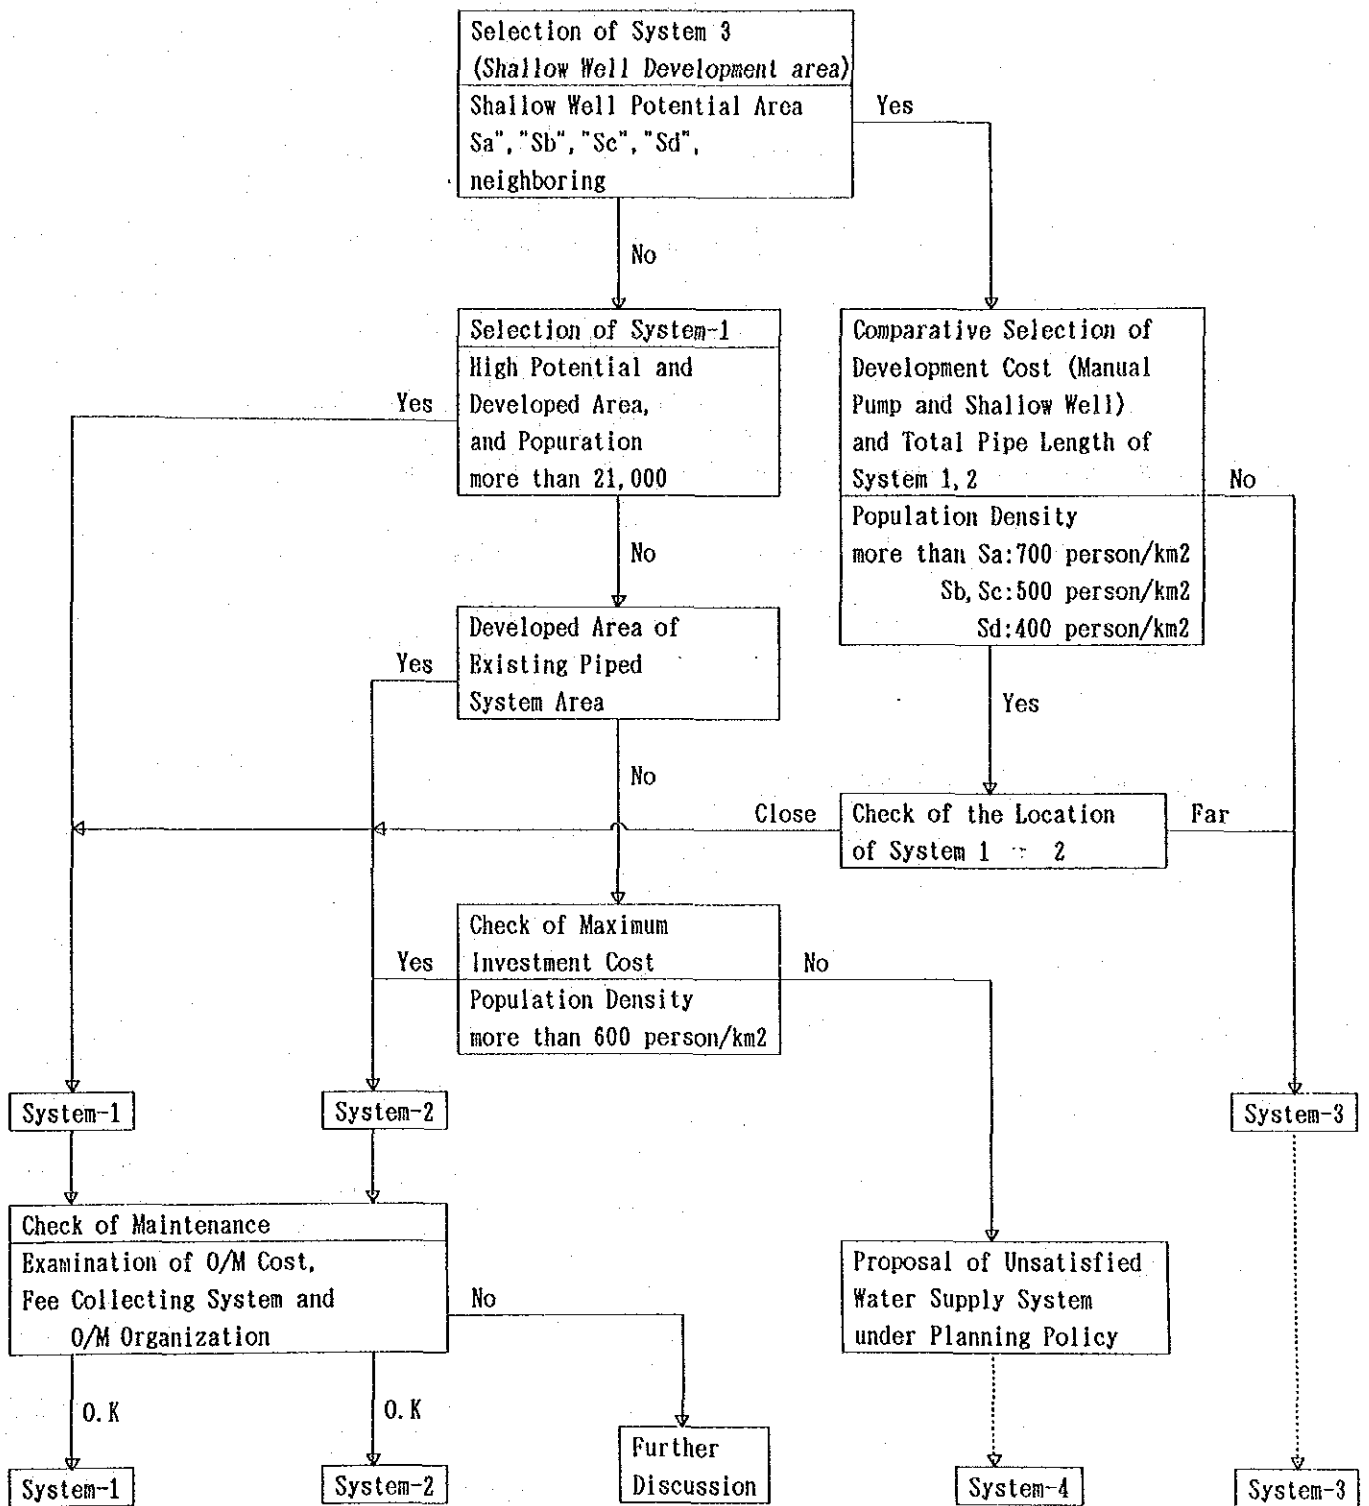 Selection of System 3
(Shallow Well Development area)
Shallow Well Potential Area
Sa","Sb","Sc","Sd",
neighboring
Yes
No
Selection of System-1
High Potential and
Developed Area,
and Popuration
more than 21,000
Yes
No
Comparative Selection of
Development Cost (Manual
Pump and Shallow Well)
and Total Pipe Length of
System 1,2
Population Density
more than Sa:700 person/km2
Sb,Sc:500 person/km2
Sd:400 person/km2
No
Yes
Developed Area of
Existing Piped
System Area
Yes
No
Close
Check of the Location
of System 1 2
Far
Check of Maximum
Investment Cost
Population Density
more than 600 person/km2
Yes
No
System-1
System-2
System-3
Check of Maintenance
Examination of O/M Cost,
Fee Collecting System and
O/M Organization
No
Proposal of Unsatisfied
Water Supply System
under Planning Policy
O.K
O.K
Further
Discussion
System-1
System-2
System-4
System-3